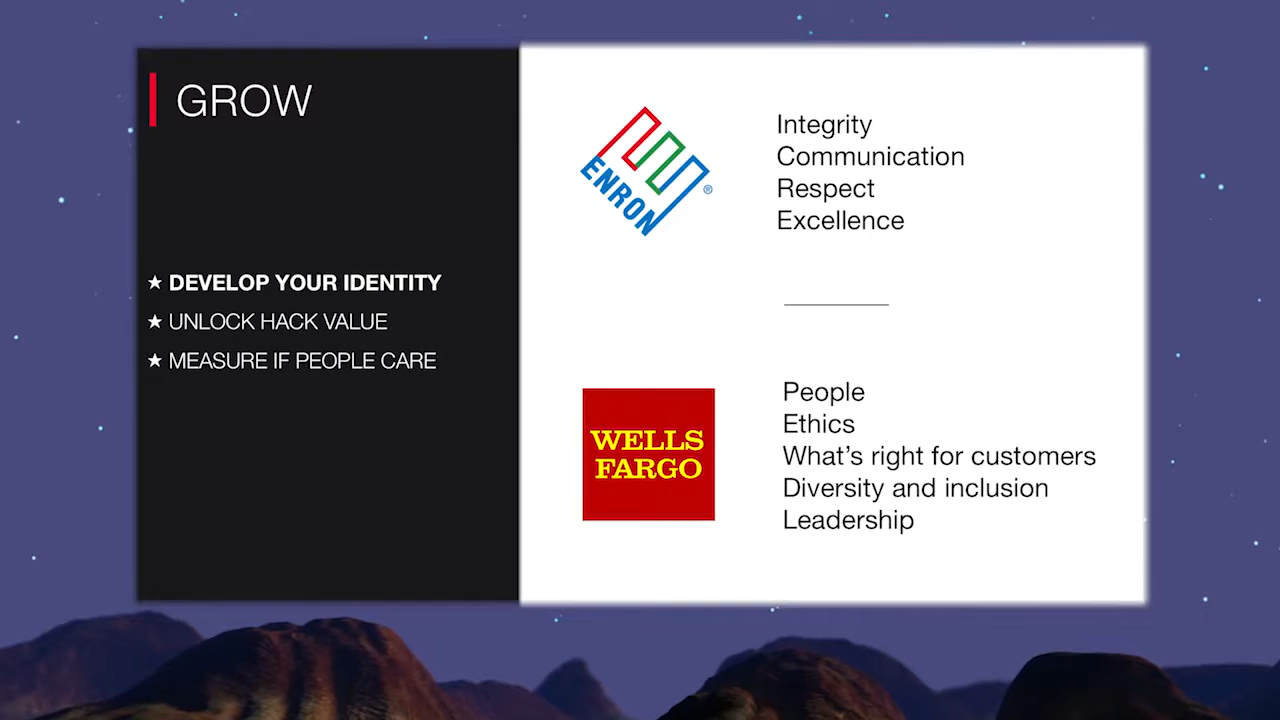 GROW
★ DEVELOP YOUR IDENTITY
★ UNLOCK HACK VALUE
★ MEASURE IF PEOPLE CARE
ENRON ®
Integrity
Communication
Respect
Excellence
WELLS
FARGO
People
Ethics
What’s right for customers
Diversity and inclusion
Leadership